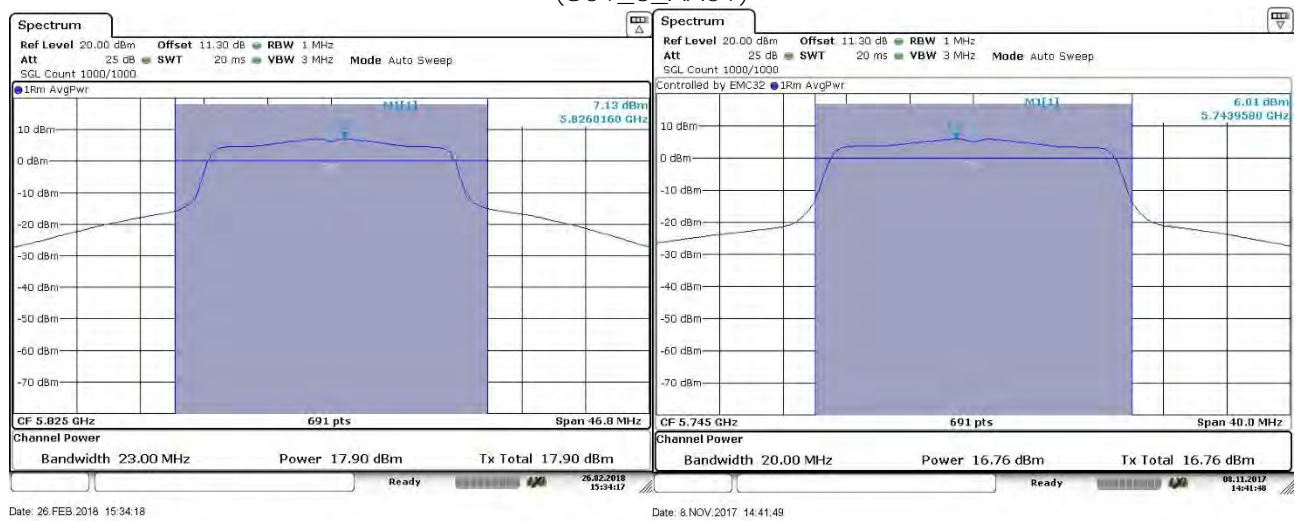 Spectrum
Ref Level 20.00 dBm Offset 11.30 dB RBW 1 MHz
Att 25 dB SWT 20 ms VBW 3 MHz Mode Auto Sweep
SGL Count 1000/1000
1Rm AvgPwr
M1[1] 7.13 dBm
5.8260160 GHz
10 dBm
0 dBm
-10 dBm
-20 dBm
-30 dBm
-40 dBm
-50 dBm
-60 dBm
-70 dBm
CF 5.825 GHz 691 pts Span 46.8 MHz
Channel Power
Bandwidth 23.00 MHz Power 17.90 dBm Tx Total 17.90 dBm
Ready 26.02.2018
15:34:17
Date: 26.FEB.2018 15:34:18
Spectrum
Ref Level 20.00 dBm Offset 11.30 dB RBW 1 MHz
Att 25 dB SWT 20 ms VBW 3 MHz Mode Auto Sweep
SGL Count 1000/1000
Controlled by EMC32 1Rm AvgPwr
M1[1] 6.01 dBm
5.7439580 GHz
10 dBm
0 dBm
-10 dBm
-20 dBm
-30 dBm
-40 dBm
-50 dBm
-60 dBm
-70 dBm
CF 5.745 GHz 691 pts Span 40.0 MHz
Channel Power
Bandwidth 20.00 MHz Power 16.76 dBm Tx Total 16.76 dBm
Ready 08.11.2017
14:41:48
Date: 8.NOV.2017 14:41:49